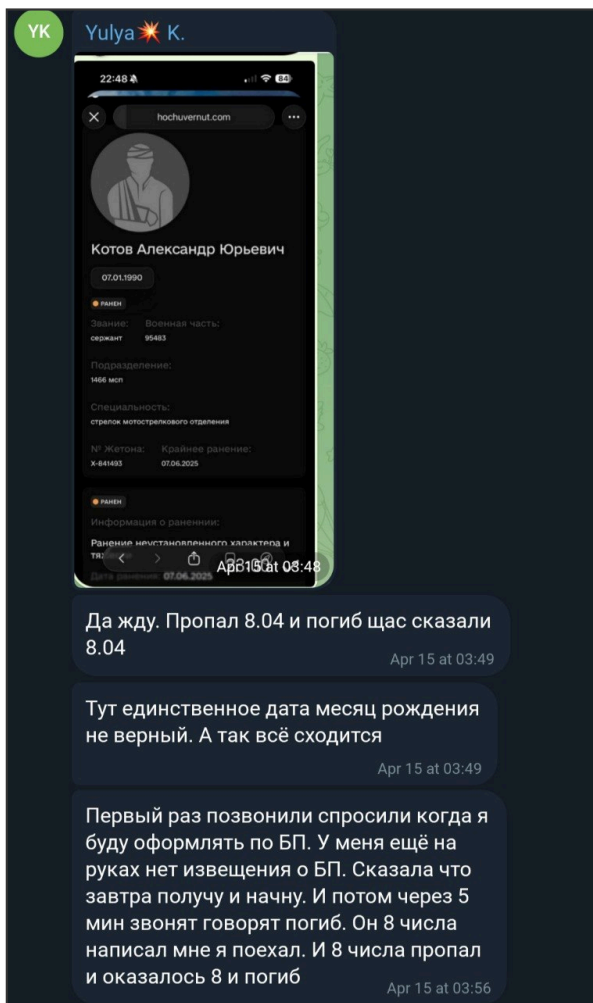 YK
Yulya💥 K.
22:48
84
hochuvernut.com
Котов Александр Юрьевич
07.01.1990
РАНЕН
Звание: Военная часть:
сержант 95483
Подразделение:
1466 мсп
Специальность:
стрелок мотострелкового отделения
№ Жетона: Крайнее ранение:
Х-841493 07.06.2025
РАНЕН
Информация о ранении:
Ранение неустановленного характера и
Дата ранения: 07.06.2025
Apr 15 at 03:48
Да жду. Пропал 8.04 и погиб щас сказали
8.04
Apr 15 at 03:49
Тут единственное дата месяц рождения
не верный. А так всё сходится
Apr 15 at 03:49
Первый раз позвонили спросили когда я
буду оформлять по БП. У меня ещё на
руках нет извещения о БП. Сказала что
завтра получу и начну. И потом через 5
мин звонят говорят погиб. Он 8 числа
написал мне я поехал. И 8 числа пропал
и оказалось 8 и погиб
Apr 15 at 03:56